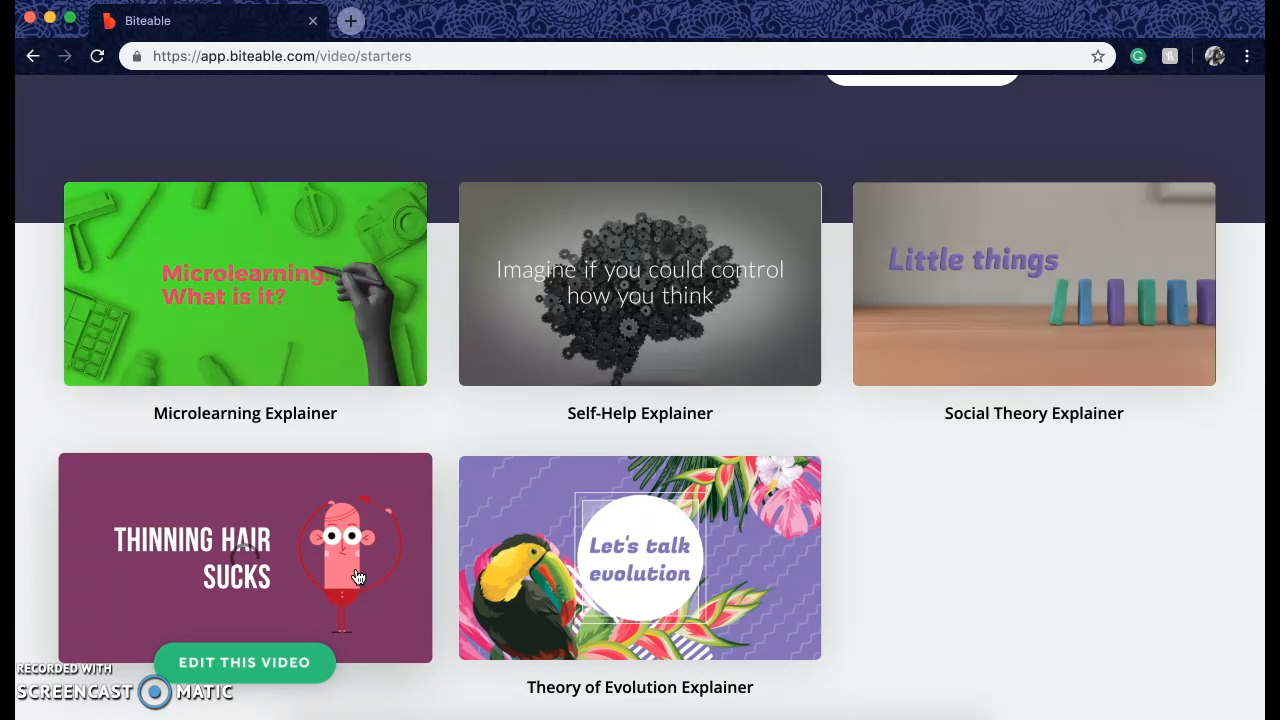 Biteable
https://app.biteable.com/video/starters
Microlearning.
What is it?
Imagine if you could control
how you think
Little things
Microlearning Explainer
Self-Help Explainer
Social Theory Explainer
THINNING HAIR
SUCKS
Let's talk
evolution
EDIT THIS VIDEO
Theory of Evolution Explainer
RECORDED WITH
SCREENCAST MATIC